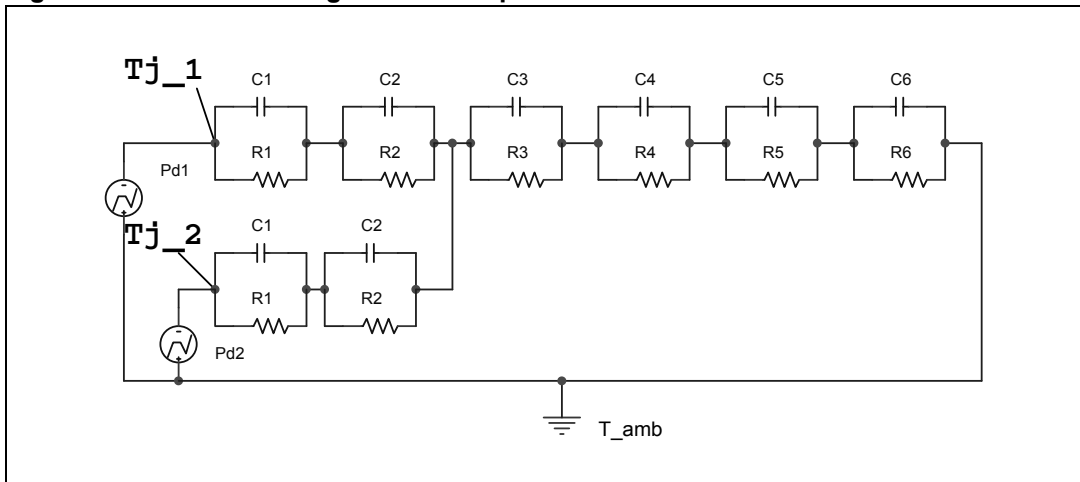 Tj_1
C1 C2 C3 C4 C5 C6
R1 R2 R3 R4 R5 R6
Pd1
Tj_2
C1 C2
R1 R2
Pd2
T_amb